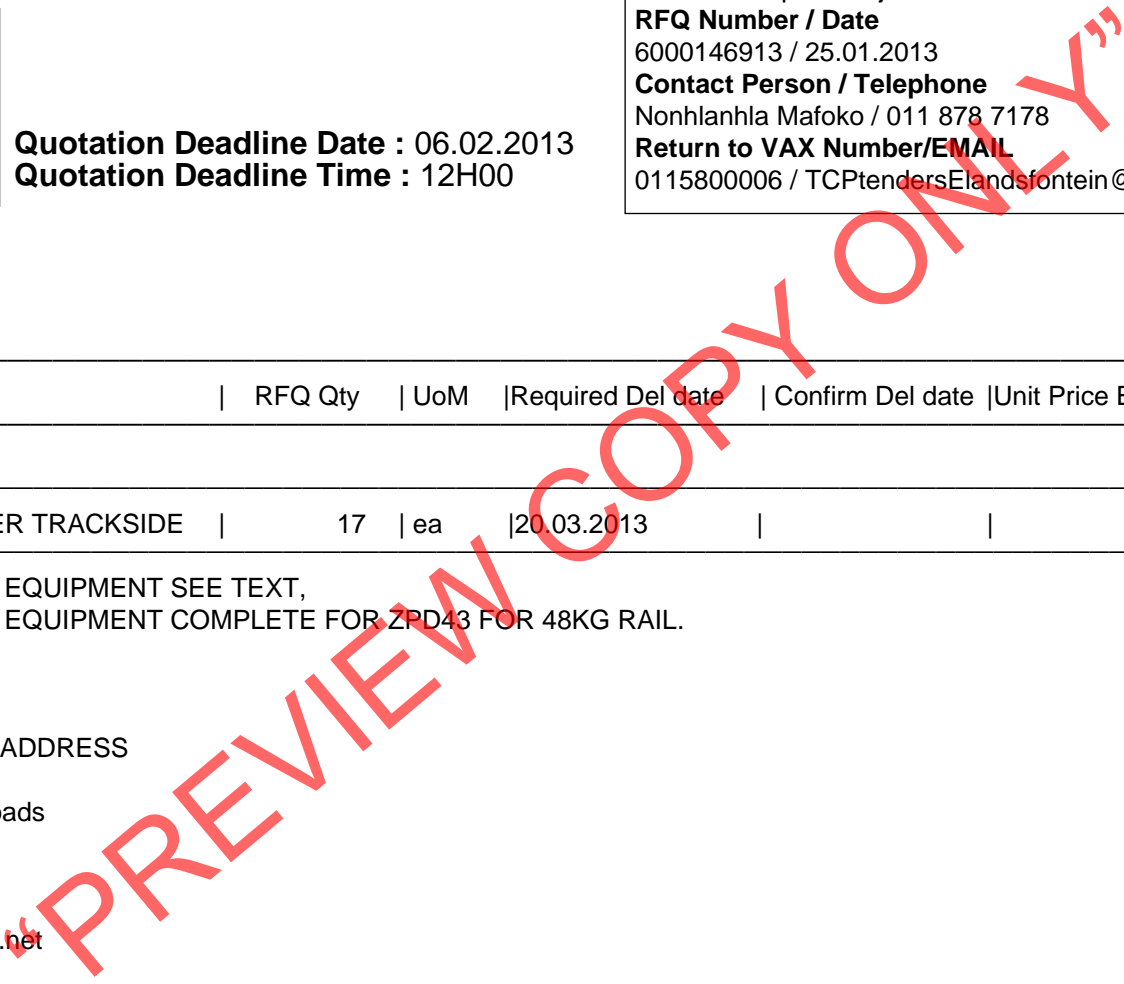 RFQ Number / Date
6000146913 / 25.01.2013
Contact Person / Telephone
Nonhlanhla Mafoko / 011 878 7178
Return to VAX Number/EMAIL
0115800006 / TCPtendersElandsfontein@
Quotation Deadline Date : 06.02.2013
Quotation Deadline Time : 12H00
| RFQ Qty | UoM |Required Del date | Confirm Del date |Unit Price E
ER TRACKSIDE | 17 | ea |20.03.2013 | |
EQUIPMENT SEE TEXT,
EQUIPMENT COMPLETE FOR ZPD43 FOR 48KG RAIL.
ADDRESS
oads
.net
“PREVIEW COPY ONLY”